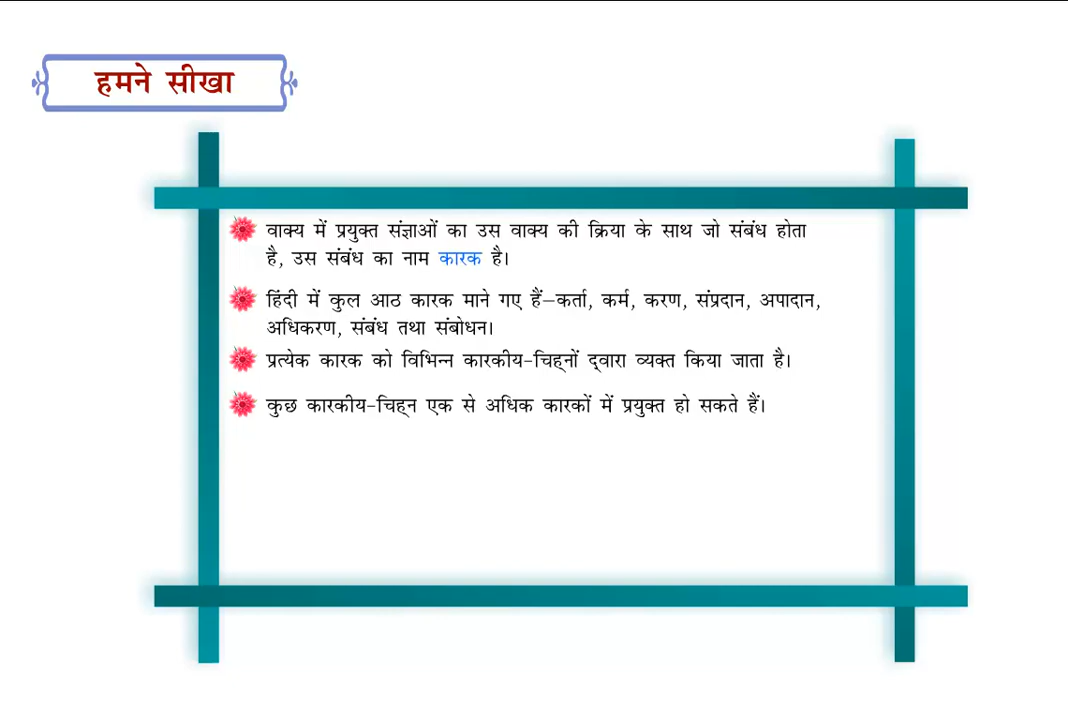 हमने सीखा
वाक्य में प्रयुक्त संज्ञाओं का उस वाक्य की क्रिया के साथ जो संबंध होता
है, उस संबंध का नाम कारक है।
हिंदी में कुल आठ कारक माने गए हैं–कर्ता, कर्म, करण, संप्रदान, अपादान,
अधिकरण, संबंध तथा संबोधन।
प्रत्येक कारक को विभिन्न कारकीय-चिह्‌नों द्‌वारा व्यक्त किया जाता है।
कुछ कारकीय-चिह्‌न एक से अधिक कारकों में प्रयुक्त हो सकते हैं।